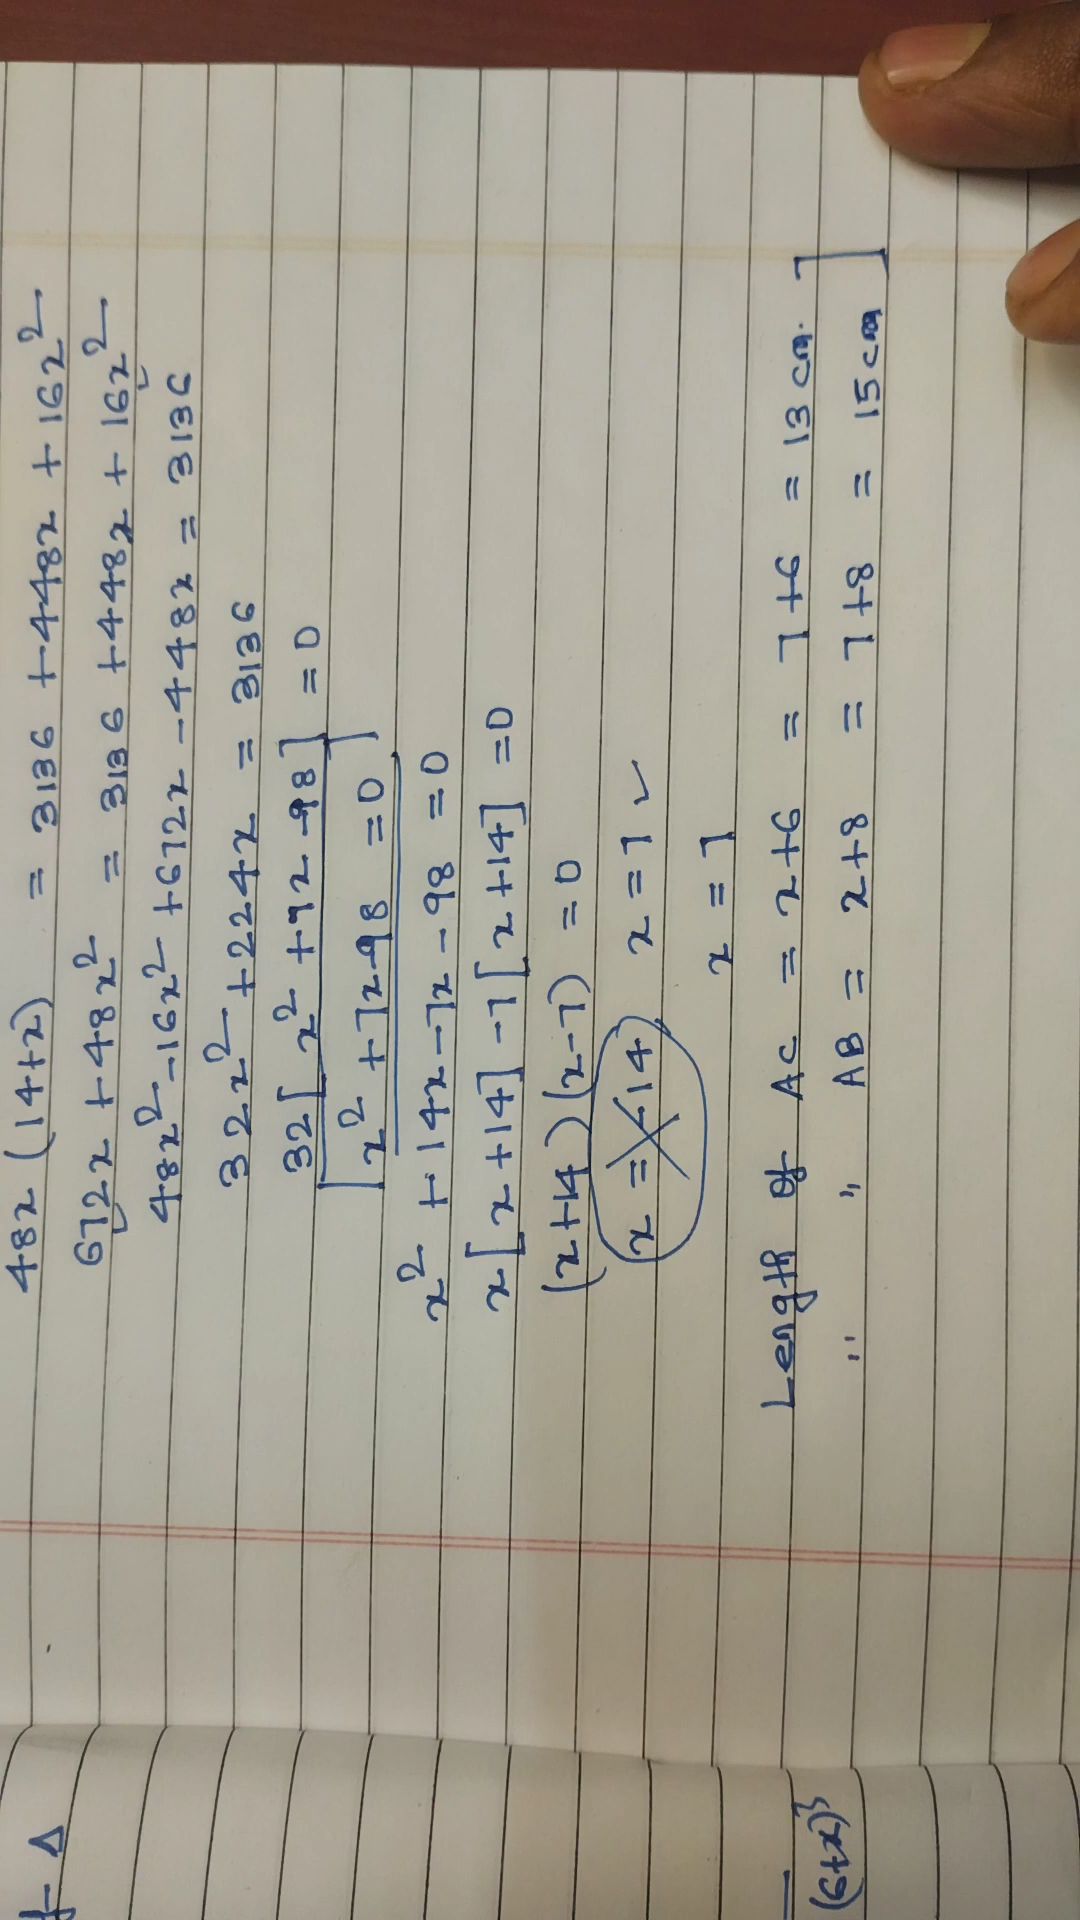 48x (14+x) = 3136 + 448x + 16x²
672x + 48x² = 3136 + 448x + 16x²
48x² - 16x² + 672x - 448x = 3136
32x² + 224x = 3136
32[x² + 7x - 98] = 0
[x² + 7x - 98 = 0]
x² + 14x - 7x - 98 = 0
x[x + 14] - 7[x + 14] = 0
(x+14)(x-7) = 0
x = -14 x = 7 ✓
x = 7
Length of AC = x+6 = 7+6 = 13 cm.
" " AB = x+8 = 7+8 = 15 cm
(6+x)}